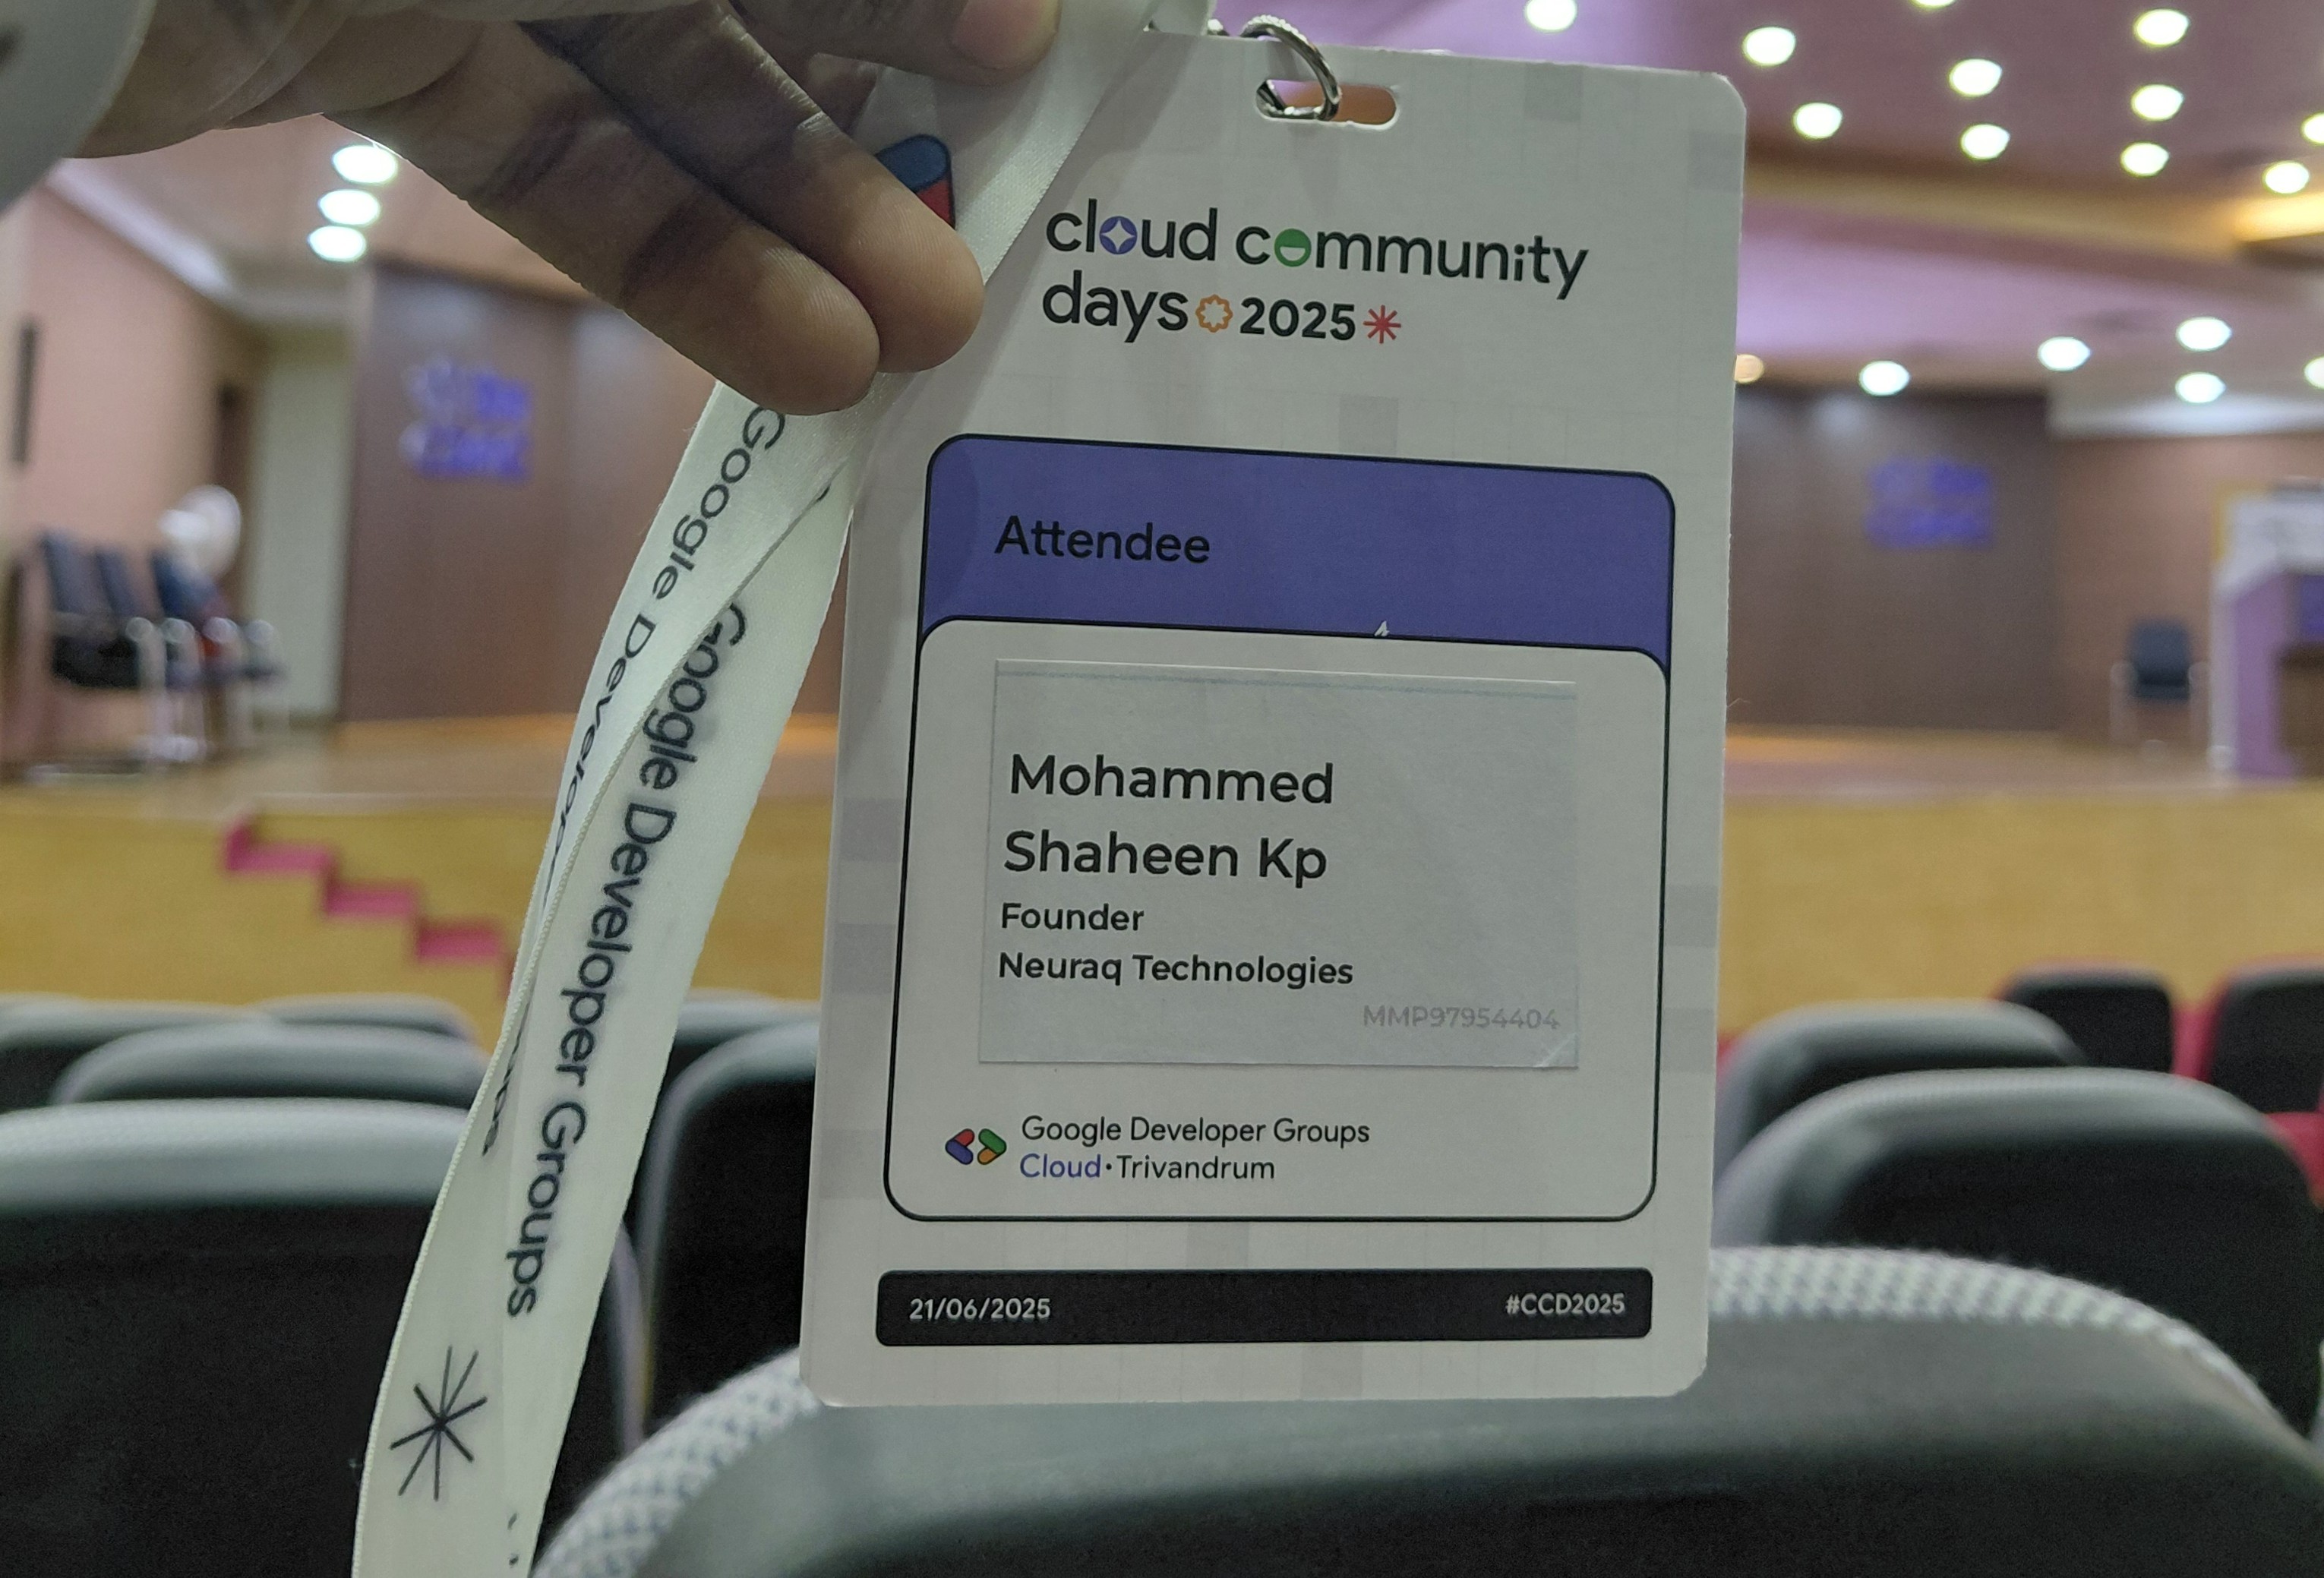 cloud community
days 2025
Attendee
Mohammed
Shaheen Kp
Founder
Neuraq Technologies
MMP97954404
Google Developer Groups
Cloud • Trivandrum
21/06/2025
#CCD2025
Google Developer Groups
Google Developer Groups